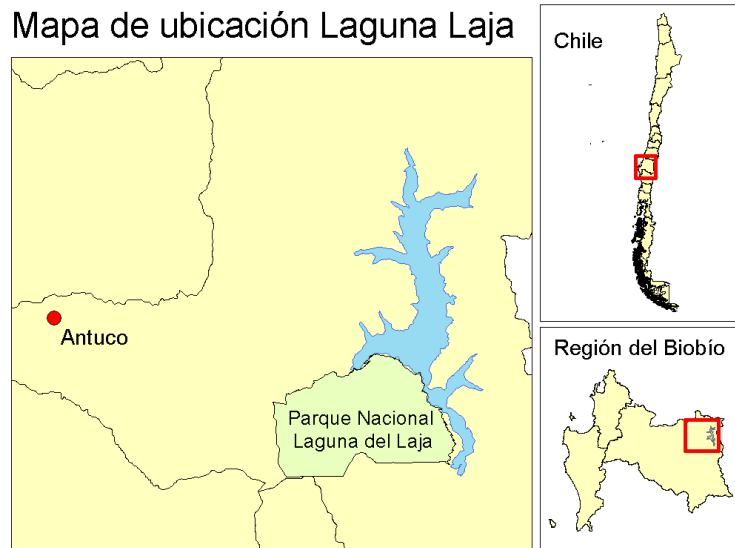 Mapa de ubicación Laguna Laja
Chile
Antuco
Región del Biobío
Parque Nacional
Laguna del Laja